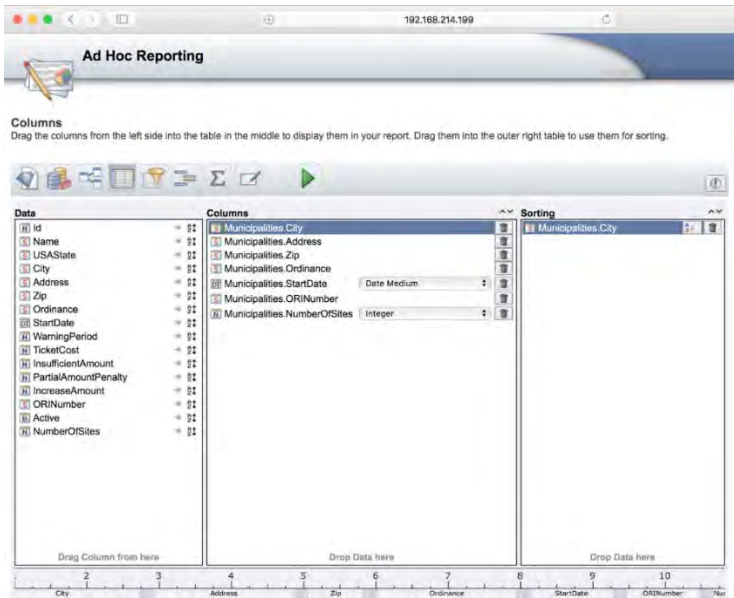 192.168.214.199
Ad Hoc Reporting
Columns
Drag the columns from the left side into the table in the middle to display them in your report. Drag them into the outer right table to use them for sorting.
Data
N Id
S Name
S USAState
S City
S Address
S Zip
S Ordinance
DT StartDate
N WarningPeriod
N TicketCost
N InsufficientAmount
N PartialAmountPenalty
N IncreaseAmount
S ORINumber
N Active
N NumberOfSites
Drag Column from here
Columns
S Municipalities.City
S Municipalities.Address
S Municipalities.Zip
S Municipalities.Ordinance
DT Municipalities.StartDate Date Medium
S Municipalities.ORINumber
N Municipalities.NumberOfSites Integer
Drop Data here
Sorting
S Municipalities.City
Drop Data here
2 3 4 5 6 7 8 9 10
City Address Zip Ordinance StartDate ORINumber